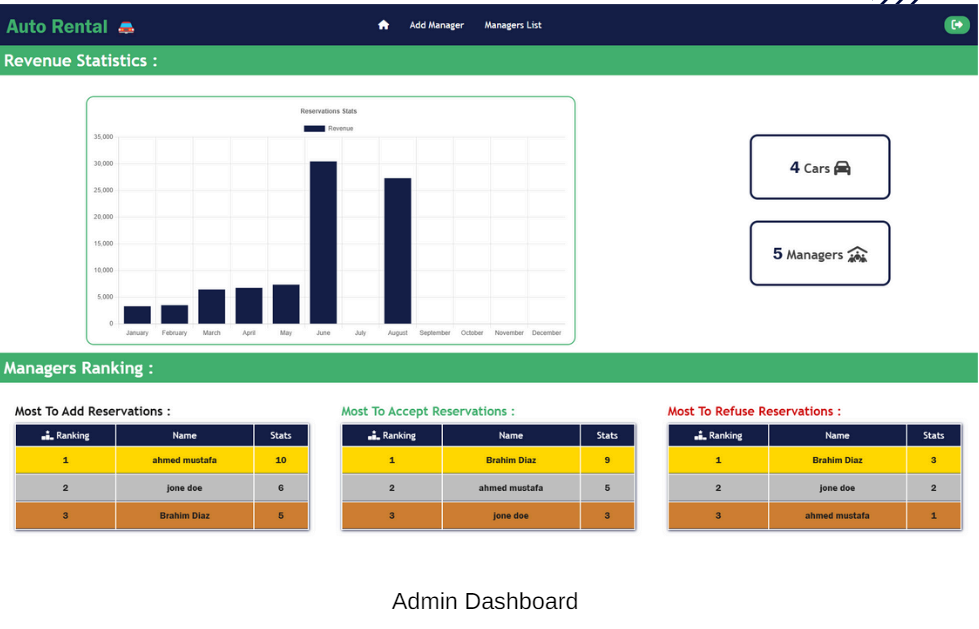 Auto Rental
Add Manager
Managers List
Revenue Statistics :
Reservations Stats
Revenue
35,000
30,000
25,000
20,000
15,000
10,000
5,000
0
January February March April May June July August September October November December
4 Cars
5 Managers
Managers Ranking :
Most To Add Reservations :
Ranking Name Stats
1 ahmed mustafa 10
2 jone doe 6
3 Brahim Diaz 5
Most To Accept Reservations :
Ranking Name Stats
1 Brahim Diaz 9
2 ahmed mustafa 5
3 jone doe 3
Most To Refuse Reservations :
Ranking Name Stats
1 Brahim Diaz 3
2 jone doe 2
3 ahmed mustafa 1
Admin Dashboard